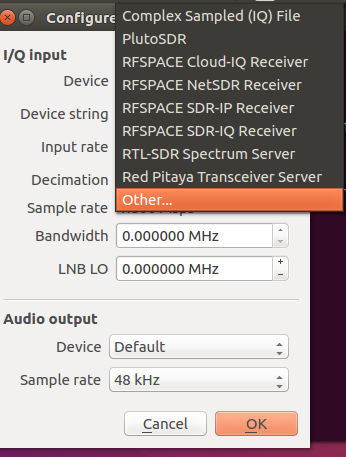 Configure
Complex Sampled (IQ) File
PlutoSDR
RFSPACE Cloud-IQ Receiver
RFSPACE NetSDR Receiver
RFSPACE SDR-IP Receiver
RFSPACE SDR-IQ Receiver
RTL-SDR Spectrum Server
Red Pitaya Transceiver Server
Other...
I/Q input
Device
Device string
Input rate
Decimation
Sample rate
Bandwidth 0.000000 MHz
LNB LO 0.000000 MHz
Audio output
Device Default
Sample rate 48 kHz
Cancel OK